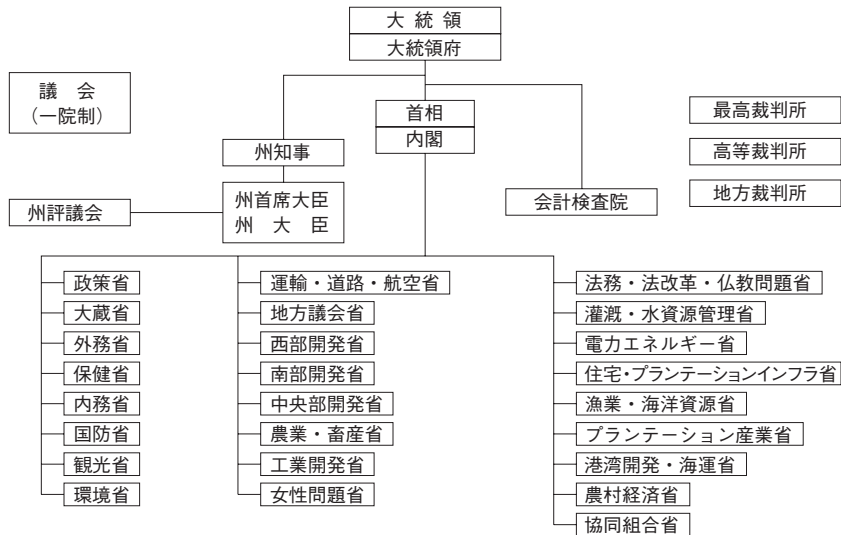 大統領
大統領府
議会
(一院制)
首相
内閣
州知事
州首席大臣
州大臣
州評議会
会計検査院
最高裁判所
高等裁判所
地方裁判所
政策省
大蔵省
外務省
保健省
内務省
国防省
観光省
環境省
運輸・道路・航空省
地方議会省
西部開発省
南部開発省
中央部開発省
農業・畜産省
工業開発省
女性問題省
法務・法改革・仏教問題省
灌漑・水資源管理省
電力エネルギー省
住宅・プランテーションインフラ省
漁業・海洋資源省
プランテーション産業省
港湾開発・海運省
農村経済省
協同組合省